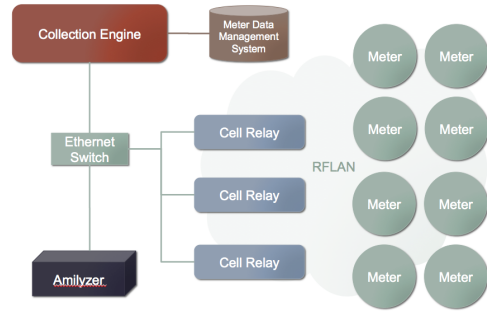 Collection Engine
Meter Data
Management
System
Meter
Meter
Ethernet
Switch
Cell Relay
Meter
Meter
RFLAN
Cell Relay
Meter
Meter
Amilyzer
Cell Relay
Meter
Meter